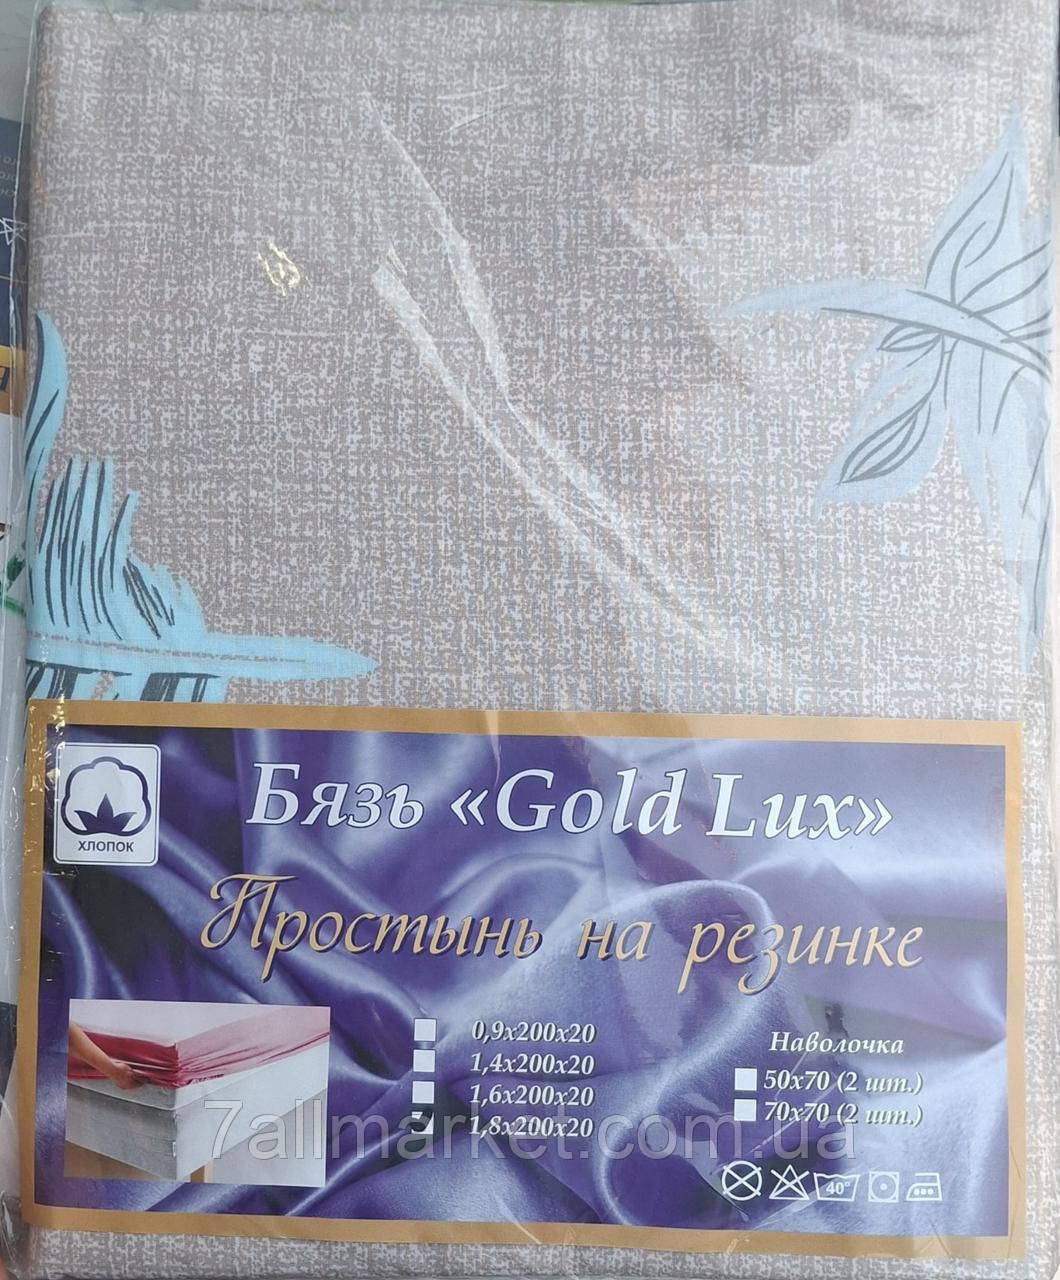 ХЛОПОК
Бязь «Gold Lux»
Простынь на резинке
0,9х200х20
1,4х200х20
1,6х200х20
1,8х200х20
Наволочка
50х70 (2 шт.)
70х70 (2 шт.)
40°
7allmarket.com.ua